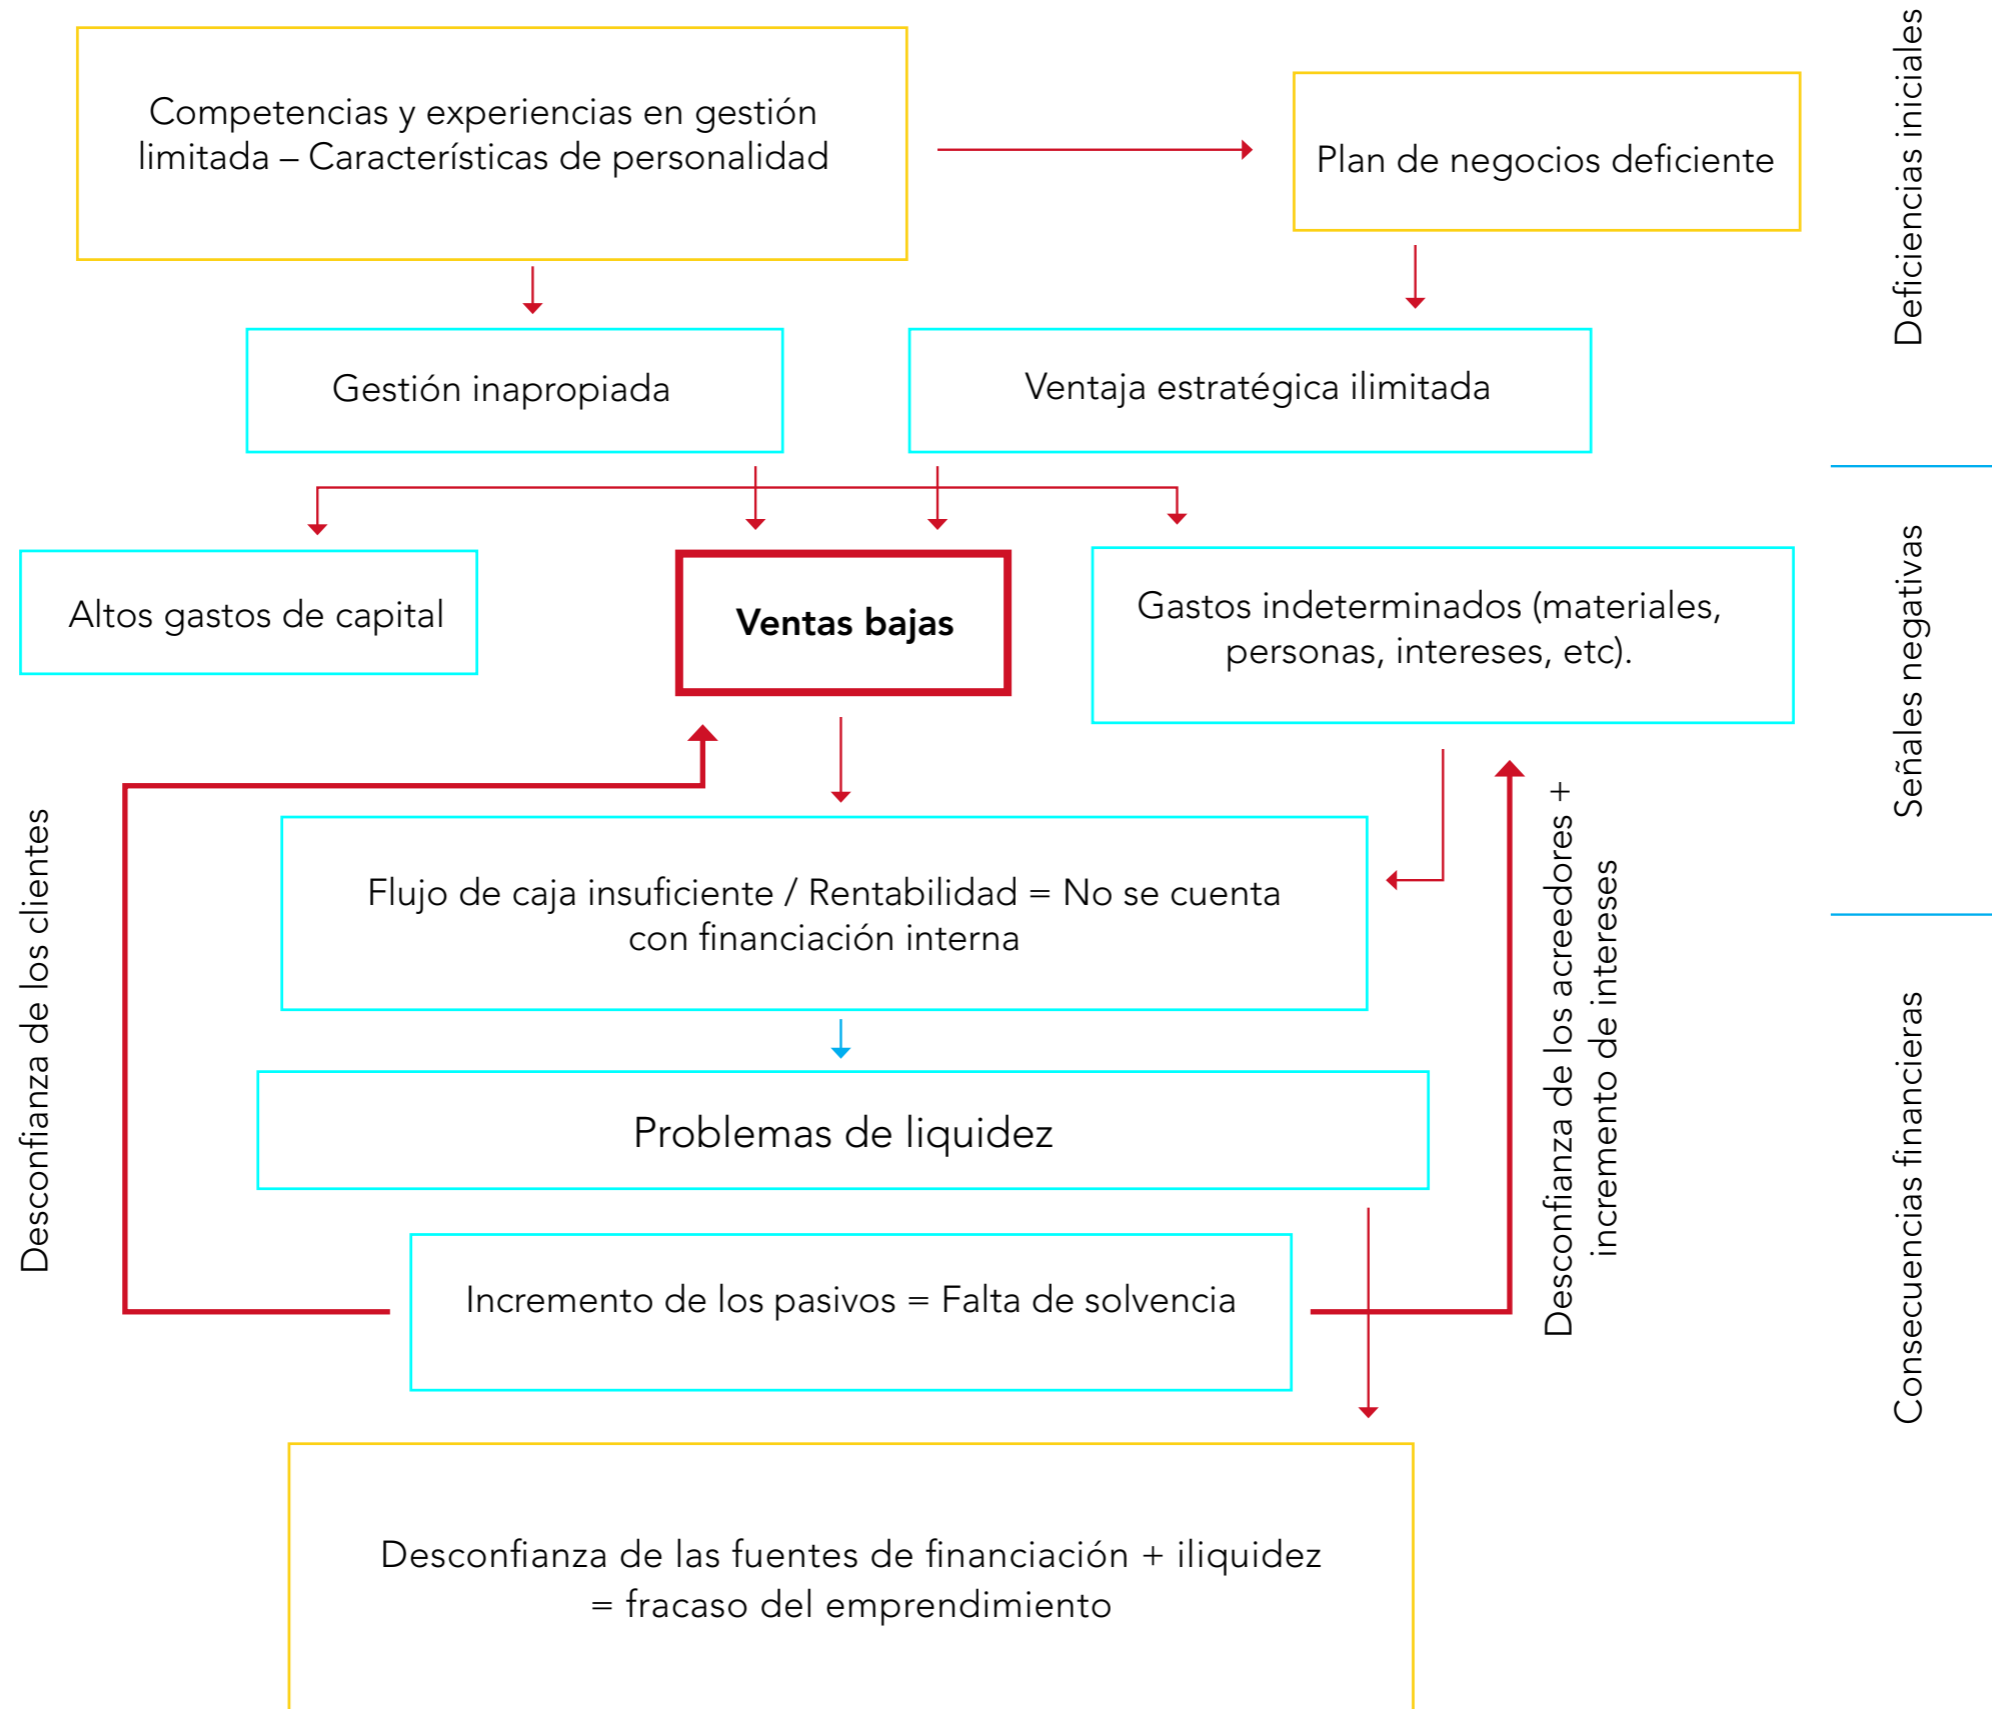 Competencias y experiencias en gestión
limitada – Características de personalidad
Plan de negocios deficiente
Deficiencias iniciales
Gestión inapropiada
Ventaja estratégica ilimitada
Altos gastos de capital
Ventas bajas
Gastos indeterminados (materiales,
personas, intereses, etc).
Señales negativas
Desconfianza de los clientes
Flujo de caja insuficiente / Rentabilidad = No se cuenta
con financiación interna
Desconfianza de los acreedores +
incremento de intereses
Problemas de liquidez
Consecuencias financieras
Incremento de los pasivos = Falta de solvencia
Desconfianza de las fuentes de financiación + iliquidez
= fracaso del emprendimiento